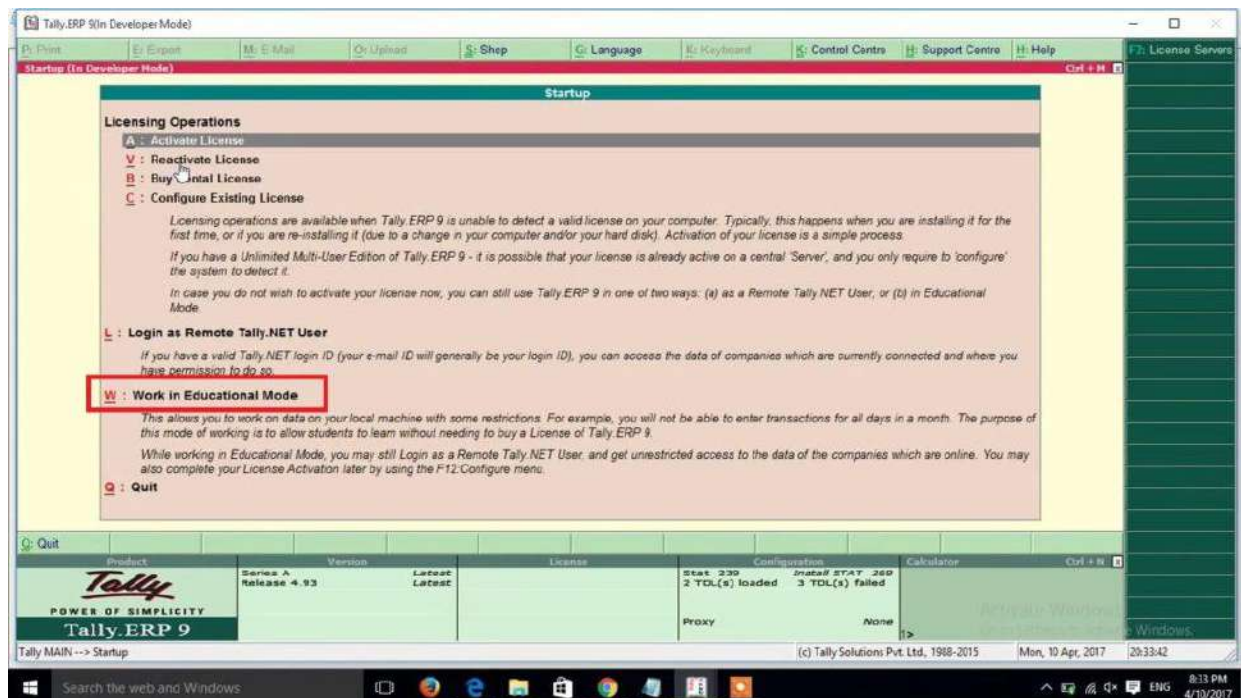 Tally.ERP 9(In Developer Mode)
P: Print E: Export M: E-Mail O: Upload S: Shop G: Language K: Keyboard K: Control Centre H: Support Centre H: Help F7: License Servers
Startup (In Developer Mode) Ctrl + M x
Startup
Licensing Operations
A : Activate License
V : Reactivate License
B : Buy License
C : Configure Existing License
Licensing operations are available when Tally.ERP 9 is unable to detect a valid license on your computer. Typically, this happens when you are installing it for the
first time, or if you are re-installing it (due to a change in your computer and/or your hard disk). Activation of your license is a simple process.
If you have a Unlimited Multi-User Edition of Tally.ERP 9 - it is possible that your license is already active on a central 'Server', and you only require to 'configure'
the system to detect it.
In case you do not wish to activate your license now, you can still use Tally.ERP 9 in one of two ways: (a) as a Remote Tally.NET User, or (b) in Educational
Mode.
L : Login as Remote Tally.NET User
If you have a valid Tally.NET login ID (your e-mail ID will generally be your login ID), you can access the data of companies which are currently connected and where you
have permission to do so.
W : Work in Educational Mode
This allows you to work on data on your local machine with some restrictions. For example, you will not be able to enter transactions for all days in a month. The purpose of
this mode of working is to allow students to learn without needing to buy a License of Tally.ERP 9.
While working in Educational Mode, you may still Login as a Remote Tally.NET User, and get unrestricted access to the data of the companies which are online. You may
also complete your License Activation later by using the F12:Configure menu.
Q : Quit
Q: Quit
Product Version License Configuration Calculator Ctrl + N x
Tally
POWER OF SIMPLICITY
Tally.ERP 9
Series A Latest
Release 4.93 Latest
Stat 239 Install STAT 269
2 TDL(s) loaded 3 TDL(s) failed
Proxy None
Activate Windows
1>
Windows.
Tally MAIN --> Startup (c) Tally Solutions Pvt. Ltd., 1988-2015 Mon, 10 Apr, 2017 20:33:42
Search the web and Windows ENG 8:33 PM
4/10/2017